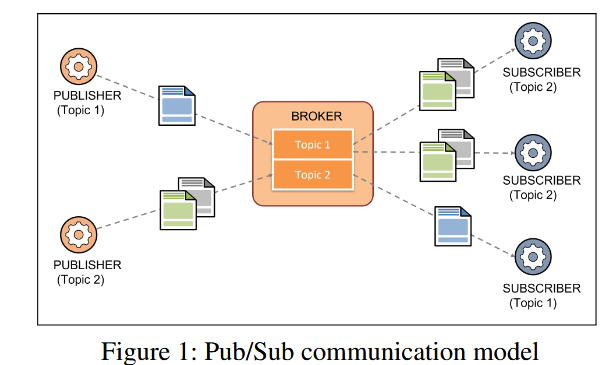 PUBLISHER
(Topic 1)
BROKER
Topic 1
Topic 2
PUBLISHER
(Topic 2)
SUBSCRIBER
(Topic 2)
SUBSCRIBER
(Topic 2)
SUBSCRIBER
(Topic 1)
Figure 1: Pub/Sub communication model